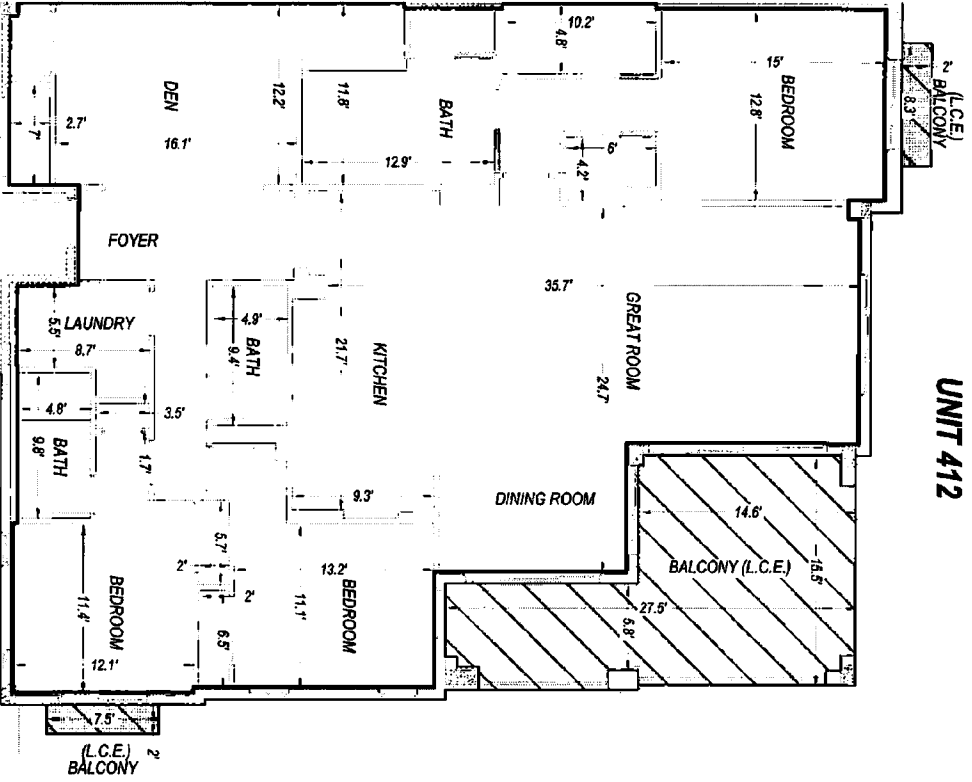 10.2'
4.8'
15'
BEDROOM
12.8'
2'
(L.C.E.)
BALCONY
8.3'
DEN
12.2'
11.8'
BATH
7'
2.7'
16.1'
12.9'
6'
4.2'
FOYER
35.7'
GREAT ROOM
24.7'
LAUNDRY
5.5'
8.7'
4.9'
BATH
9.4'
21.7'
KITCHEN
UNIT 412
4.8'
3.5'
BATH
9.8'
1.7'
9.3'
DINING ROOM
14.6'
BALCONY (L.C.E.)
15.5'
5.7'
2'
13.2'
2'
BEDROOM
11.4'
12.1'
6.5'
11.1'
BEDROOM
27.5'
5.8'
7.5'
2'
(L.C.E.)
BALCONY